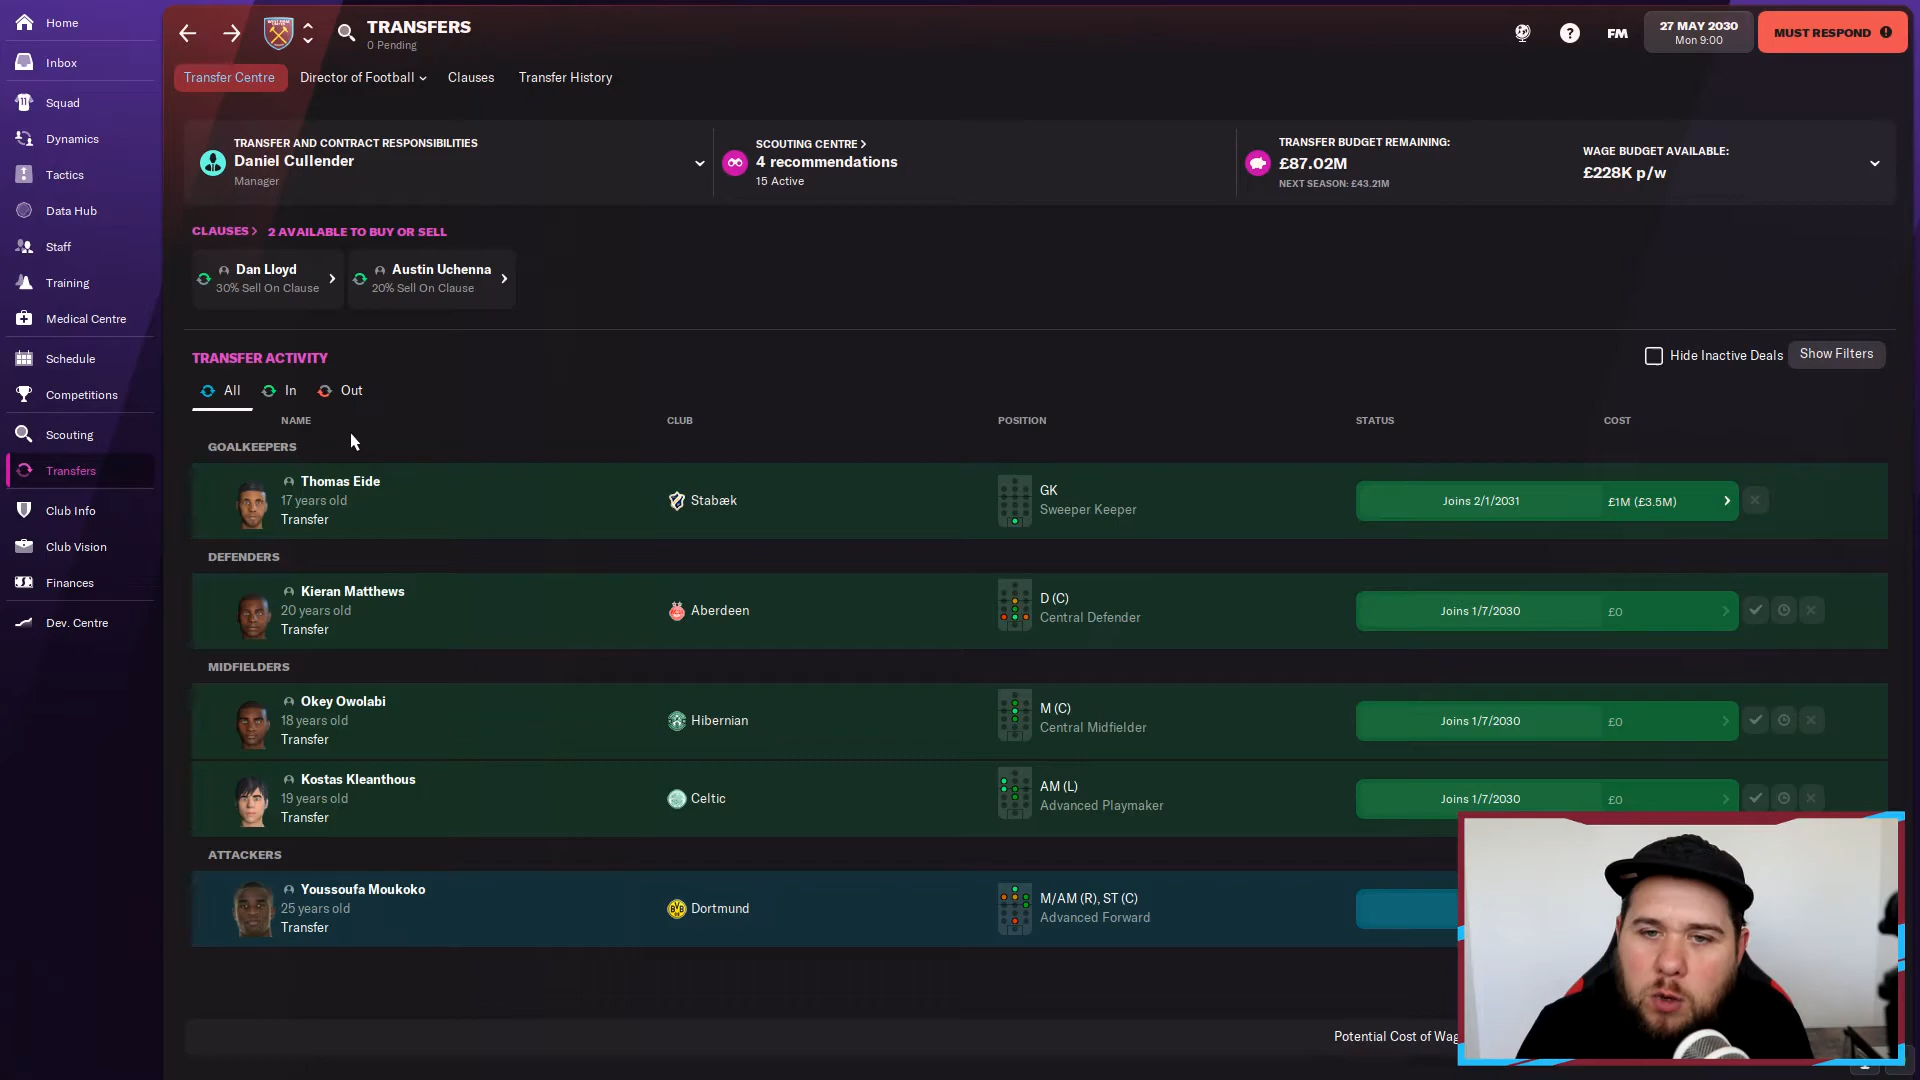 Home
Inbox
Squad
Dynamics
Tactics
Data Hub
Staff
Training
Medical Centre
Schedule
Competitions
Scouting
Transfers
Club Info
Club Vision
Finances
Dev. Centre
TRANSFERS
0 Pending
FM
27 MAY 2030
Mon 9:00
MUST RESPOND
Transfer Centre
Director of Football
Clauses
Transfer History
TRANSFER AND CONTRACT RESPONSIBILITIES
Daniel Cullender
Manager
SCOUTING CENTRE >
4 recommendations
15 Active
TRANSFER BUDGET REMAINING:
£87.02M
NEXT SEASON: £43.21M
WAGE BUDGET AVAILABLE:
£228K p/w
CLAUSES > 2 AVAILABLE TO BUY OR SELL
Dan Lloyd
30% Sell On Clause
Austin Uchenna
20% Sell On Clause
TRANSFER ACTIVITY
Hide Inactive Deals
Show Filters
All
In
Out
NAME CLUB POSITION STATUS COST
GOALKEEPERS
Thomas Eide
17 years old
Transfer
Stabæk
GK
Sweeper Keeper
Joins 2/1/2031
£1M (£3.5M)
DEFENDERS
Kieran Matthews
20 years old
Transfer
Aberdeen
D (C)
Central Defender
Joins 1/7/2030
£0
MIDFIELDERS
Okey Owolabi
18 years old
Transfer
Hibernian
M (C)
Central Midfielder
Joins 1/7/2030
£0
Kostas Kleanthous
19 years old
Transfer
Celtic
AM (L)
Advanced Playmaker
Joins 1/7/2030
£0
ATTACKERS
Youssoufa Moukoko
25 years old
Transfer
Dortmund
M/AM (R), ST (C)
Advanced Forward
Potential Cost of Wag